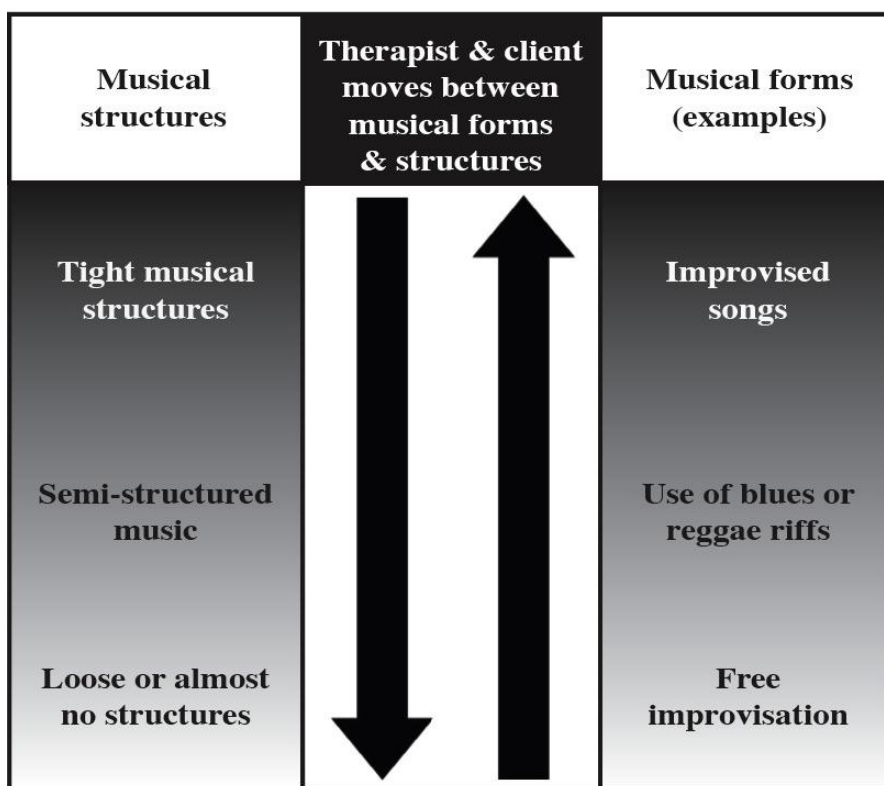 Musical
structures
Therapist & client
moves between
musical forms
& structures
Musical forms
(examples)
Tight musical
structures
Improvised
songs
Semi-structured
music
Use of blues or
reggae riffs
Loose or almost
no structures
Free
improvisation